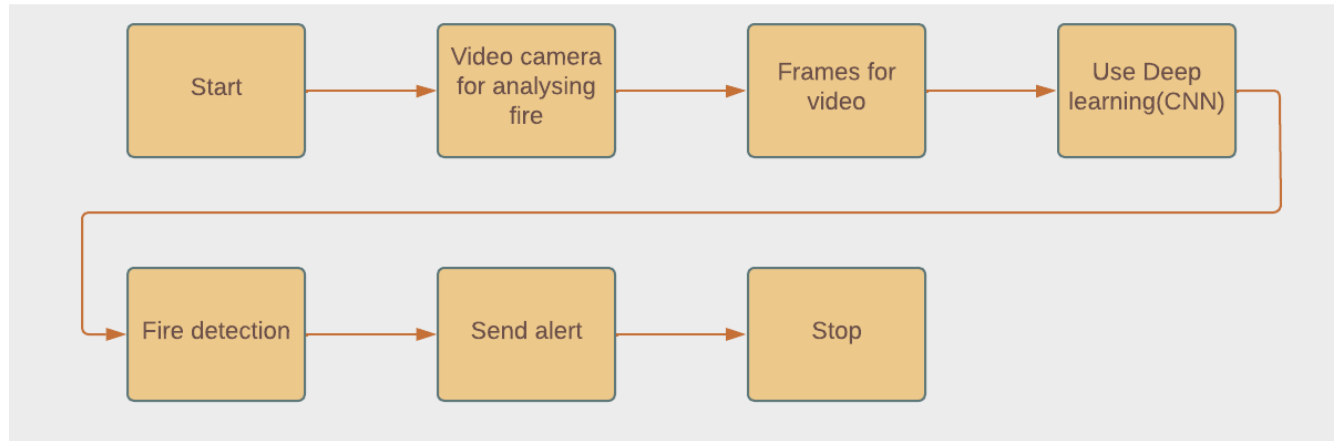 Start
Video camera
for analysing
fire
Frames for
video
Use Deep
learning(CNN)
Fire detection
Send alert
Stop